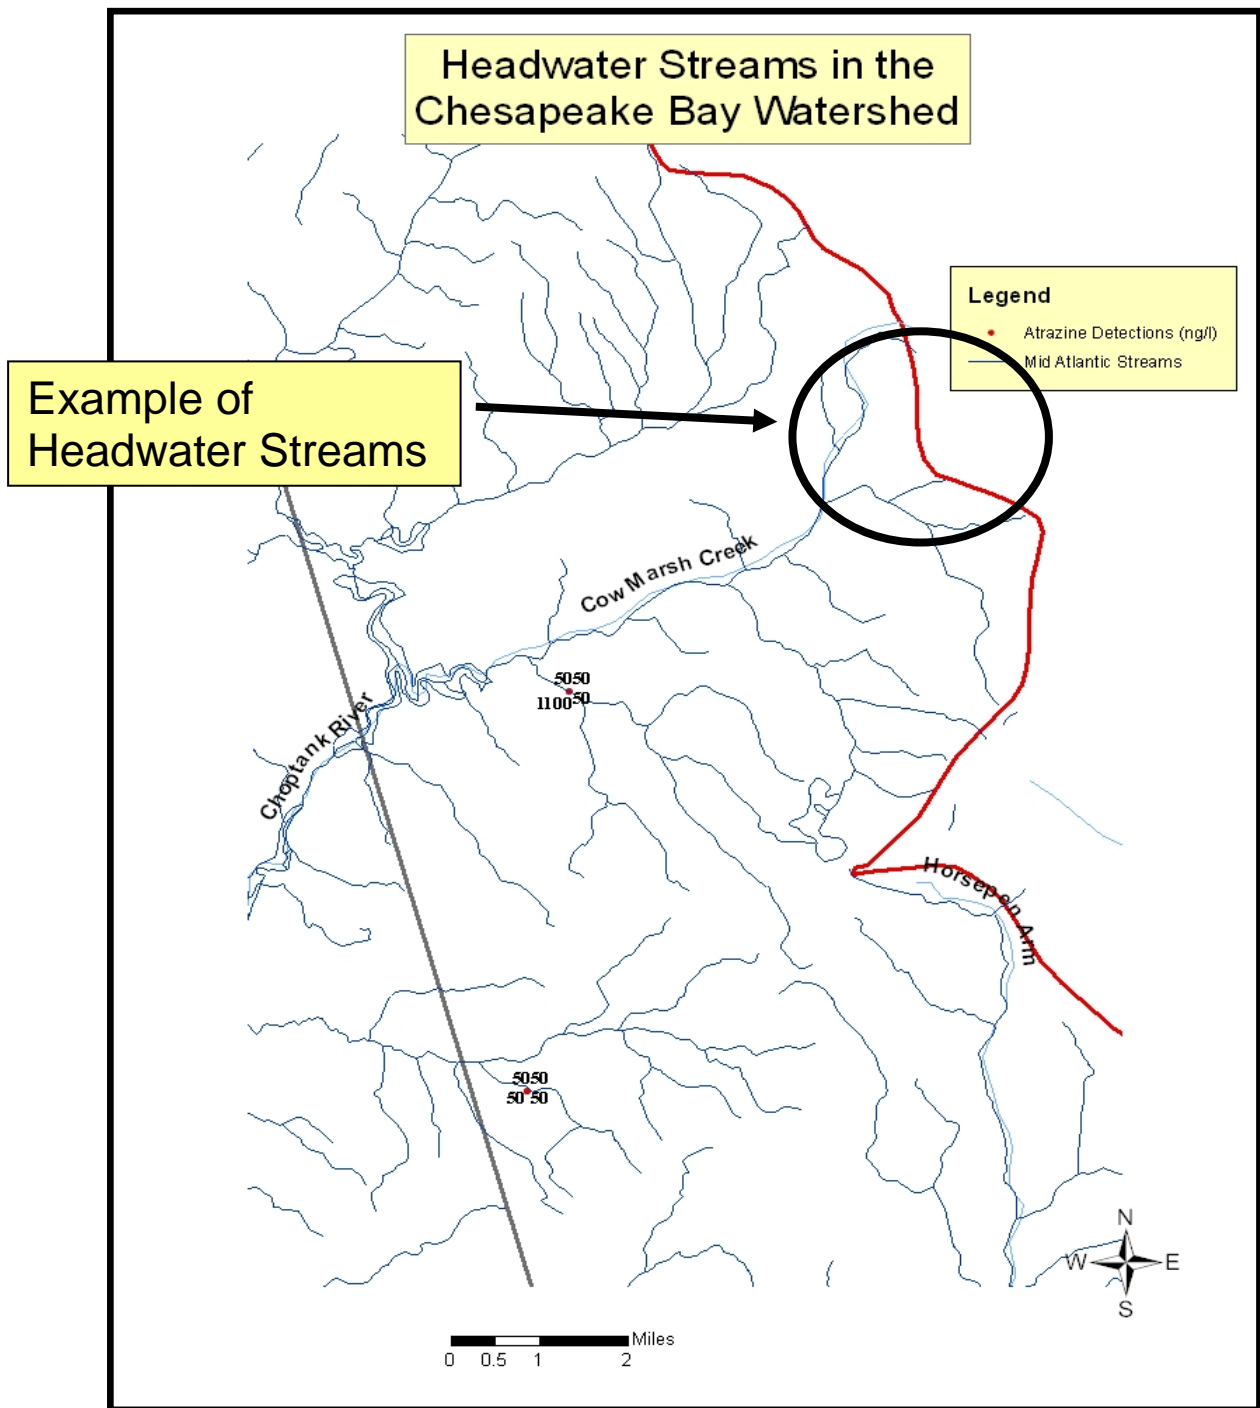 Headwater Streams in the
Chesapeake Bay Watershed
Legend
Atrazine Detections (ng/l)
Mid Atlantic Streams
Example of
Headwater Streams
Cow Marsh Creek
5050
1100 50
Choptank River
Horsepen Arm
5050
50 50
N
W E
S
Miles
0 0.5 1 2